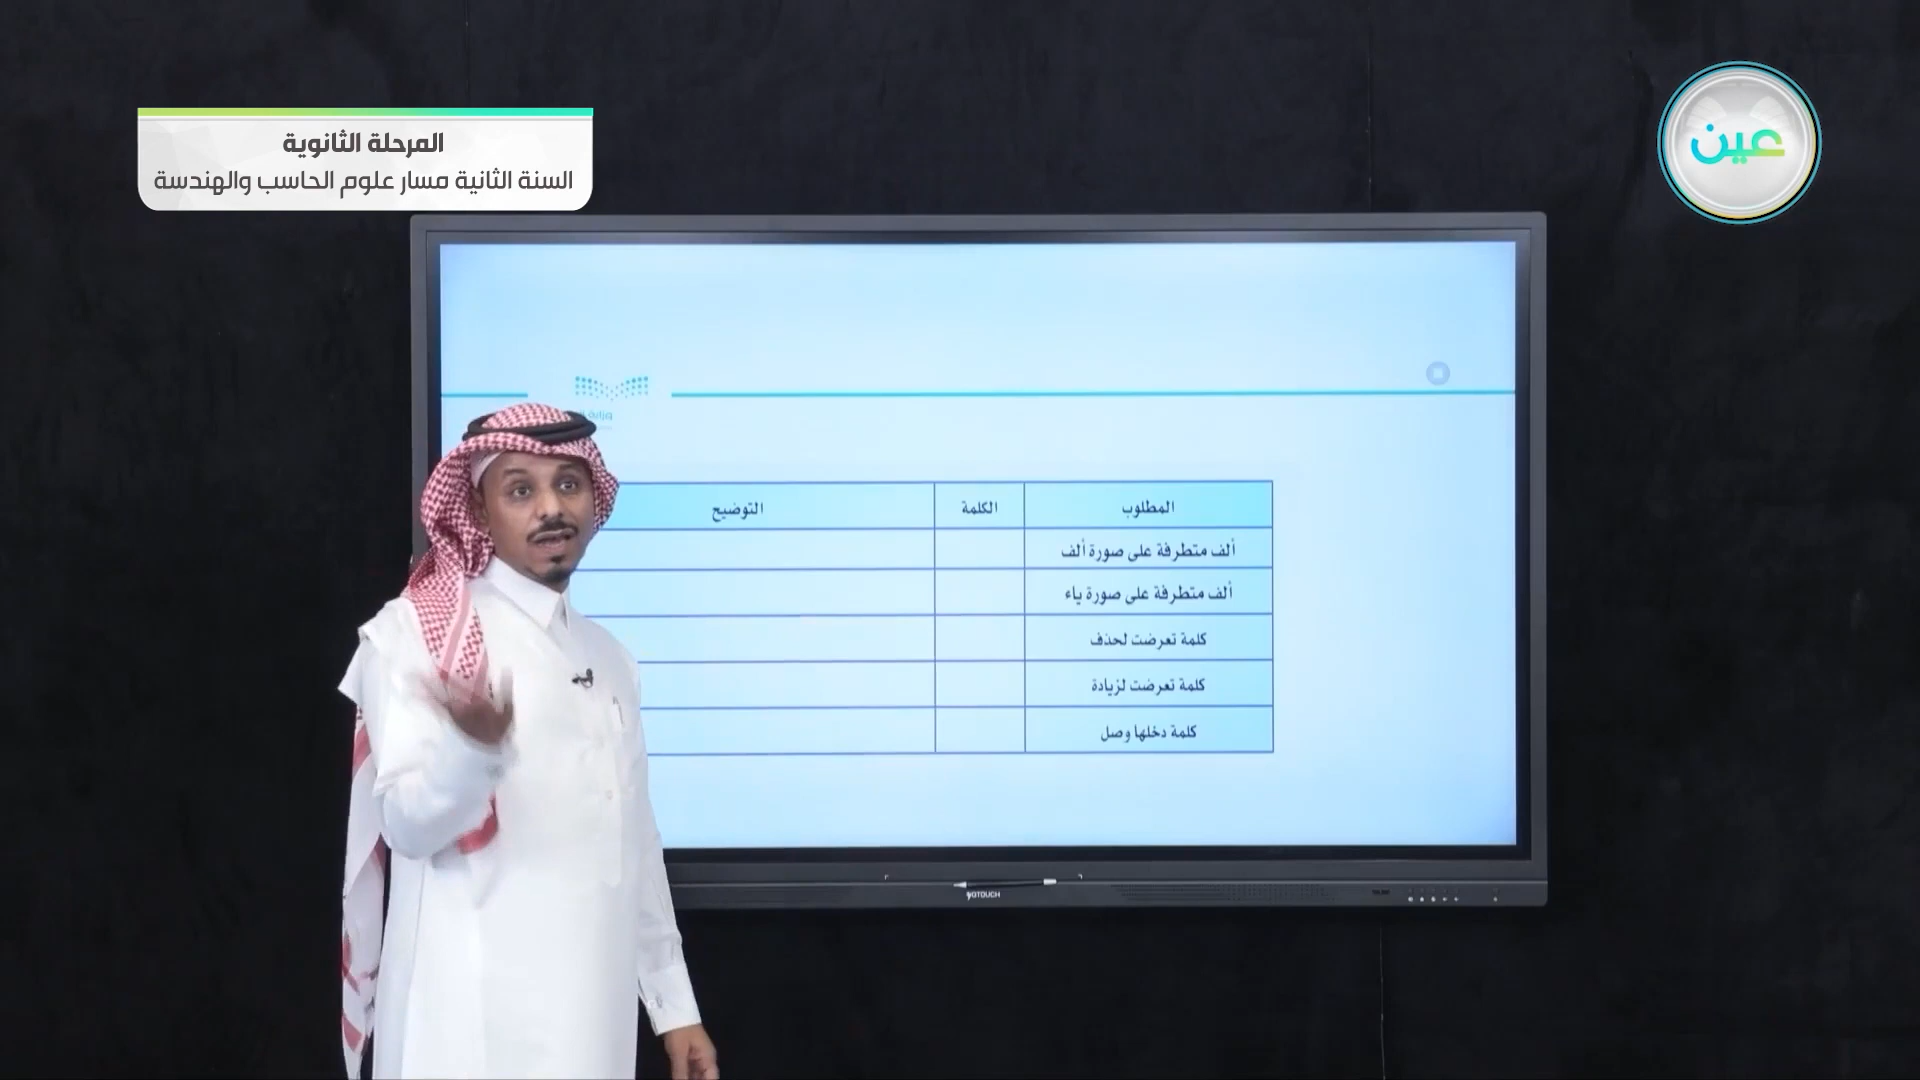 المرحلة الثانوية
السنة الثانية مسار علوم الحاسب والهندسة
عين
وزارة
المطلوب الكلمة التوضيح
ألف متطرفة على صورة ألف
ألف متطرفة على صورة ياء
كلمة تعرضت لحذف
كلمة تعرضت لزيادة
كلمة دخلها وصل